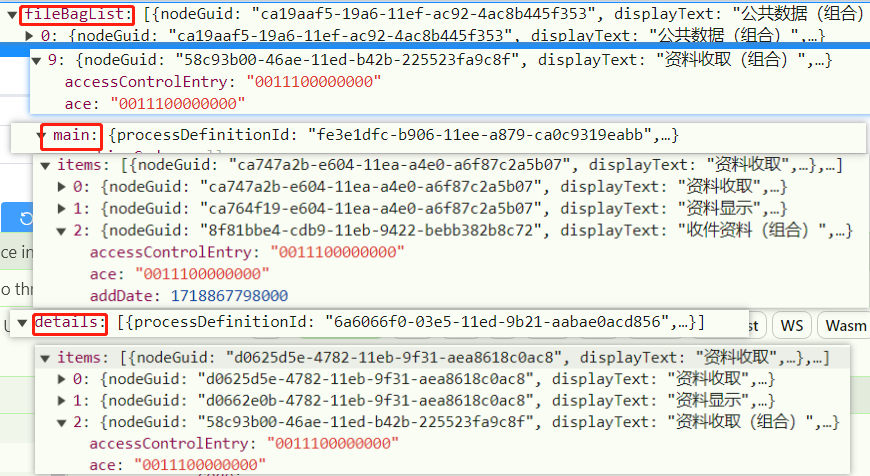 fileBagList: [{nodeGuid: "ca19aaf5-19a6-11ef-ac92-4ac8b445f353", displayText: "公共数据（组合）
0: {nodeGuid: "ca19aaf5-19a6-11ef-ac92-4ac8b445f353", displayText: "公共数据（组合）",…}
9: {nodeGuid: "58c93b00-46ae-11ed-b42b-225523fa9c8f", displayText: "资料收取（组合）",…}
accessControlEntry: "0011100000000"
ace: "0011100000000"
main: {processDefinitionId: "fe3e1dfc-b906-11ee-a879-ca0c9319eabb",…}
items: [{nodeGuid: "ca747a2b-e604-11ea-a4e0-a6f87c2a5b07", displayText: "资料收取",…},…]
0: {nodeGuid: "ca747a2b-e604-11ea-a4e0-a6f87c2a5b07", displayText: "资料收取",…}
1: {nodeGuid: "ca764f19-e604-11ea-a4e0-a6f87c2a5b07", displayText: "资料显示",…}
2: {nodeGuid: "8f81bbe4-cdb9-11eb-9422-bebb382b8c72", displayText: "收件资料（组合）",…}
accessControlEntry: "0011100000000"
ce in
ace: "0011100000000"
o thr
addDate: 1718867798000
U
details: [{processDefinitionId: "6a6066f0-03e5-11ed-9b21-aabae0acd856",…}]
st
WS
Wasm
items: [{nodeGuid: "d0625d5e-4782-11eb-9f31-aea8618c0ac8", displayText: "资料收取",…},…]
0: {nodeGuid: "d0625d5e-4782-11eb-9f31-aea8618c0ac8", displayText: "资料收取",…}
1: {nodeGuid: "d0662e0b-4782-11eb-9f31-aea8618c0ac8", displayText: "资料显示",…}
2: {nodeGuid: "58c93b00-46ae-11ed-b42b-225523fa9c8f", displayText: "资料收取（组合）",…}
accessControlEntry: "0011100000000"
ace: "0011100000000"